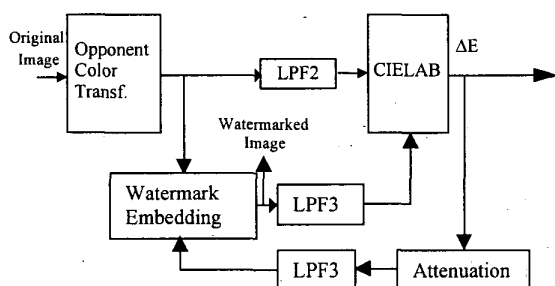 Original
Image
Opponent
Color
Transf.
LPF2
CIELAB
ΔE
Watermarked
Image
Watermark
Embedding
LPF3
LPF3
Attenuation